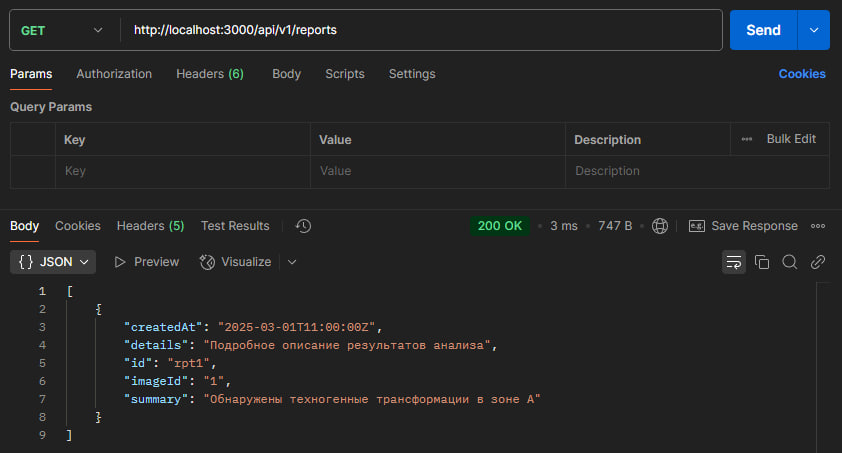 GET http://localhost:3000/api/v1/reports Send
Params Authorization Headers (6) Body Scripts Settings Cookies
Query Params
Key Value Description ••• Bulk Edit
Key Value Description
Body Cookies Headers (5) Test Results 200 OK • 3 ms • 747 B e.g. Save Response •••
{} JSON Preview Visualize
1 [
2 {
3 "createdAt": "2025-03-01T11:00:00Z",
4 "details": "Подробное описание результатов анализа",
5 "id": "rpt1",
6 "imageId": "1",
7 "summary": "Обнаружены техногенные трансформации в зоне А"
8 }
9 ]